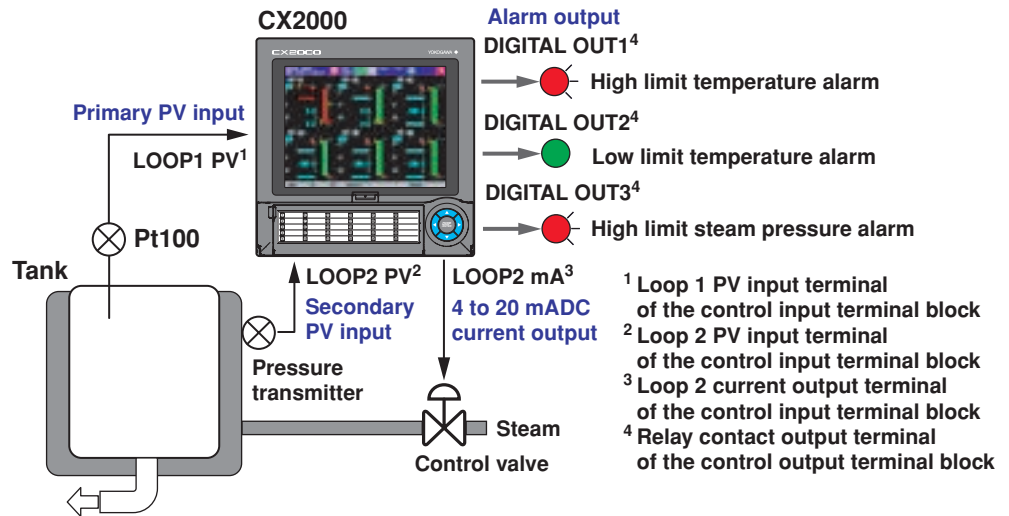 CX2000
Alarm output
DIGITAL OUT1⁴
CX2000
YOKOGAWA
High limit temperature alarm
Primary PV input
LOOP1 PV¹
DIGITAL OUT2⁴
Low limit temperature alarm
DIGITAL OUT3⁴
High limit steam pressure alarm
Pt100
Tank
LOOP2 PV²
Secondary
PV input
LOOP2 mA³
4 to 20 mADC
current output
Pressure
transmitter
Steam
Control valve
¹ Loop 1 PV input terminal
of the control input terminal block
² Loop 2 PV input terminal
of the control input terminal block
³ Loop 2 current output terminal
of the control input terminal block
⁴ Relay contact output terminal
of the control output terminal block